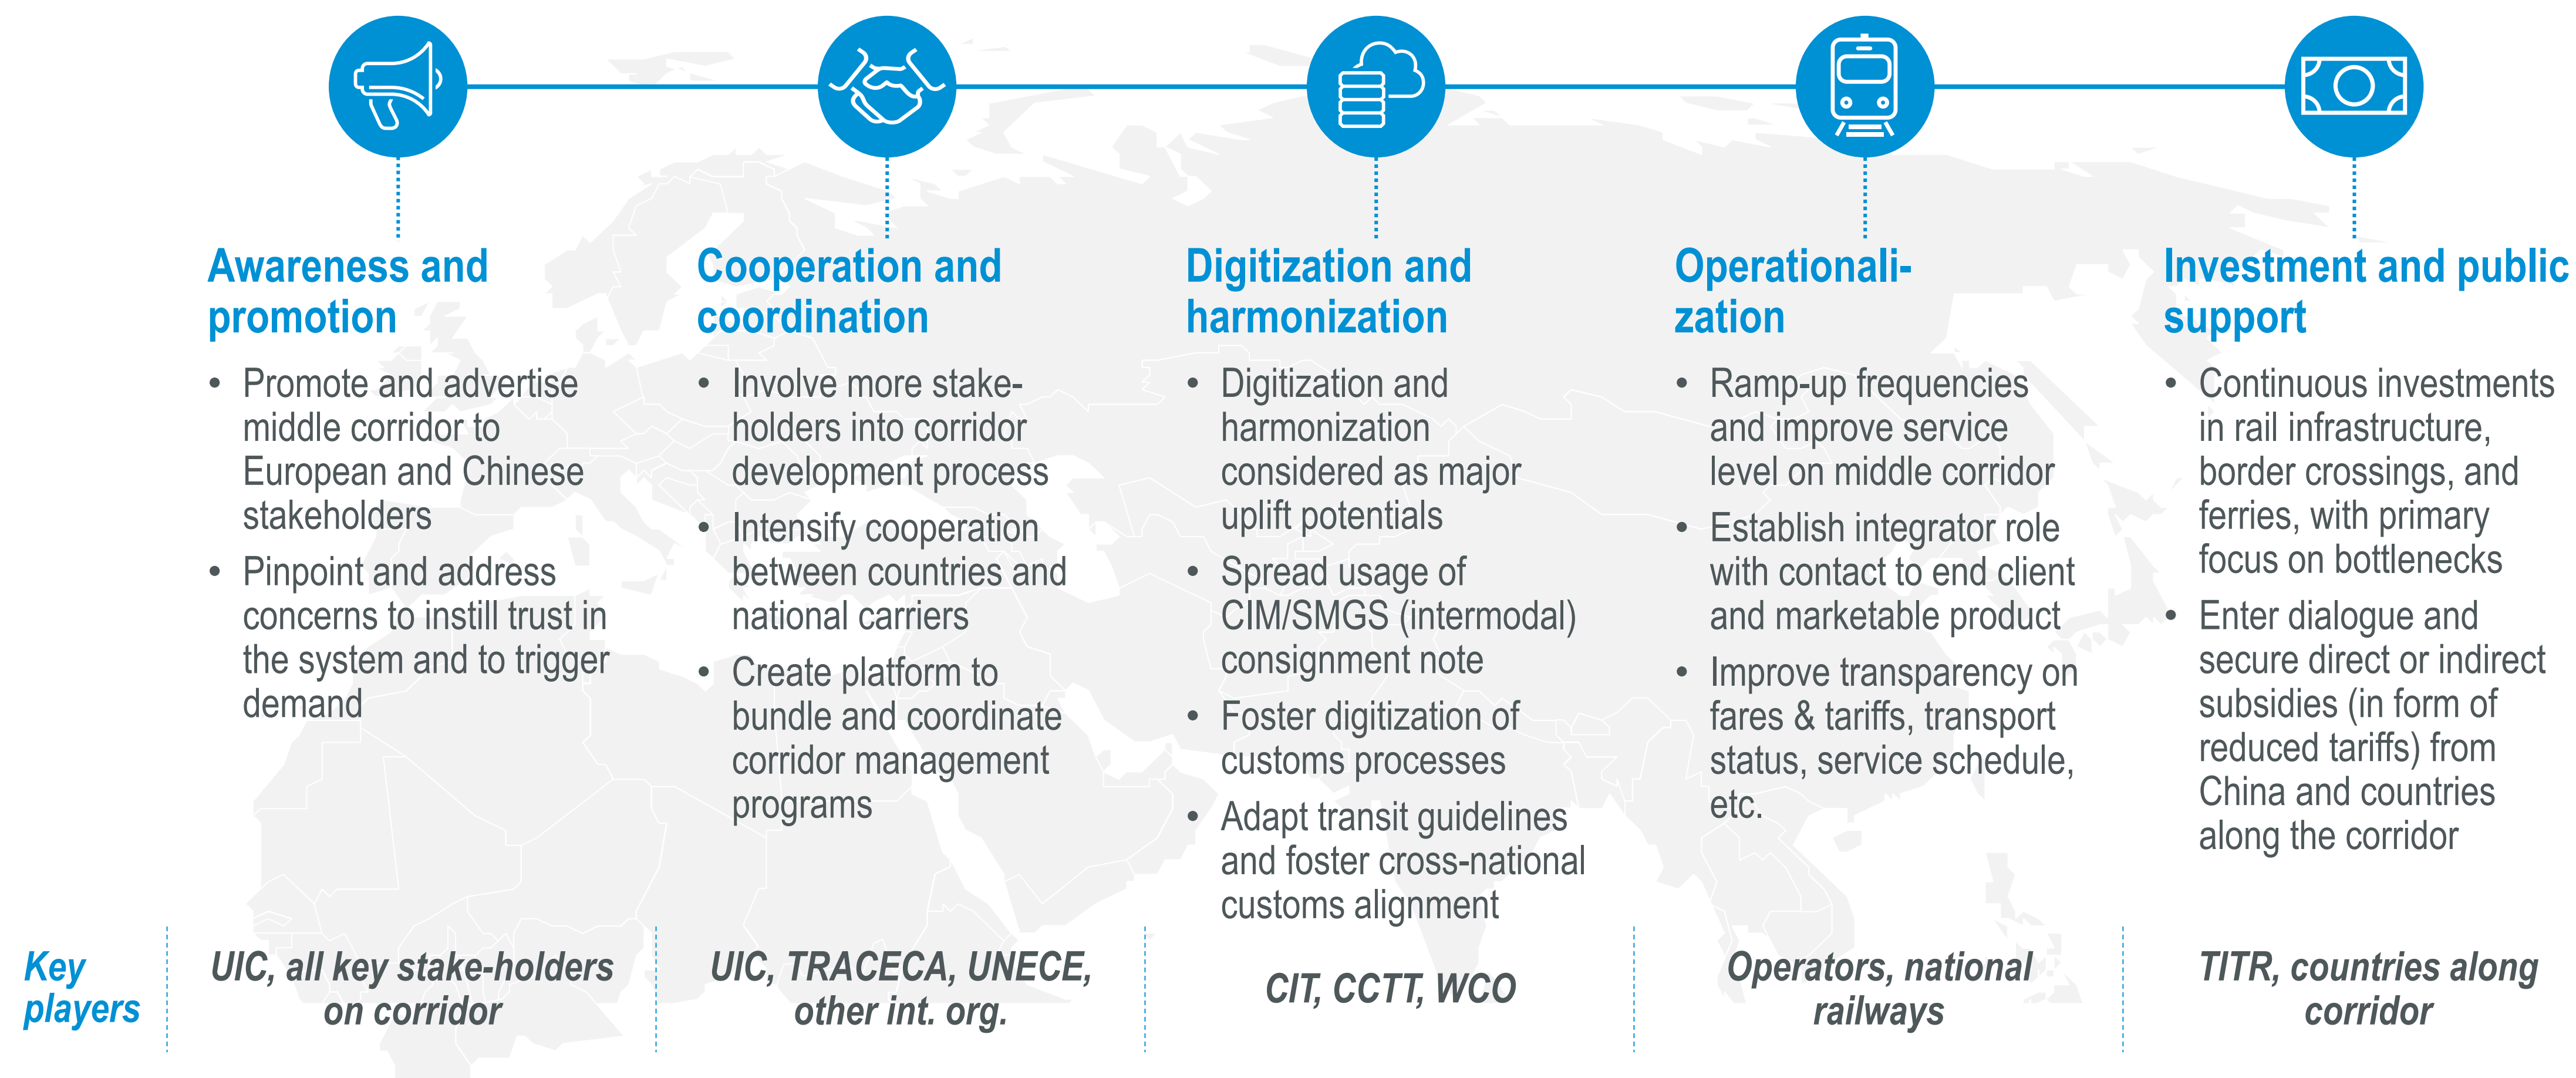 Awareness and
promotion
• Promote and advertise
middle corridor to
European and Chinese
stakeholders
• Pinpoint and address
concerns to instill trust in
the system and to trigger
demand
Cooperation and
coordination
• Involve more stake-
holders into corridor
development process
• Intensify cooperation
between countries and
national carriers
• Create platform to
bundle and coordinate
corridor management
programs
Digitization and
harmonization
• Digitization and
harmonization
considered as major
uplift potentials
• Spread usage of
CIM/SMGS (intermodal)
consignment note
• Foster digitization of
customs processes
• Adapt transit guidelines
and foster cross-national
customs alignment
Operationali-
zation
• Ramp-up frequencies
and improve service
level on middle corridor
• Establish integrator role
with contact to end client
and marketable product
• Improve transparency on
fares & tariffs, transport
status, service schedule,
etc.
Investment and public
support
• Continuous investments
in rail infrastructure,
border crossings, and
ferries, with primary
focus on bottlenecks
• Enter dialogue and
secure direct or indirect
subsidies (in form of
reduced tariffs) from
China and countries
along the corridor
Key
players
UIC, all key stake-holders
on corridor
UIC, TRACECA, UNECE,
other int. org.
CIT, CCTT, WCO
Operators, national
railways
TITR, countries along
corridor